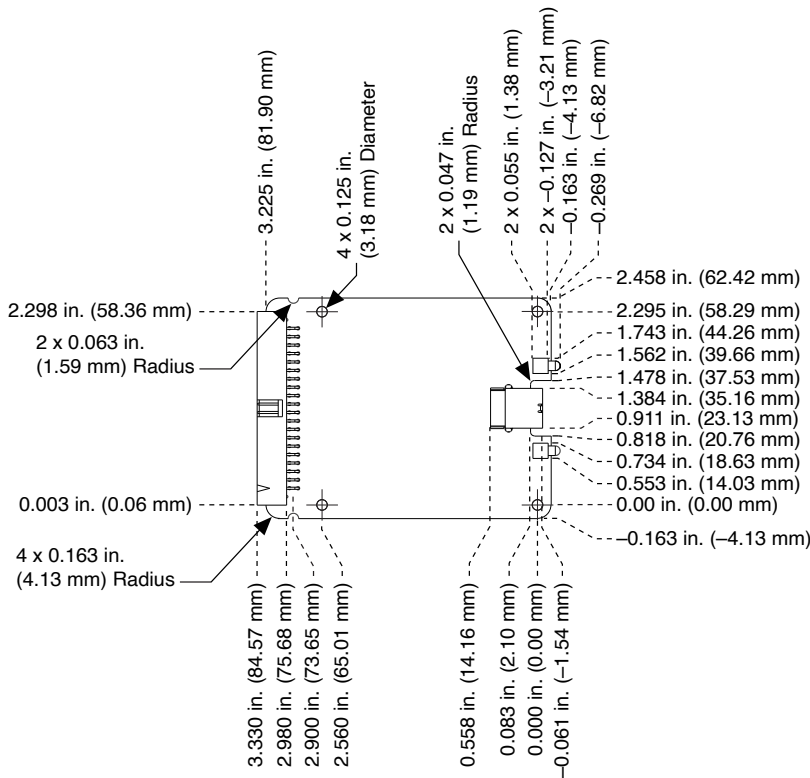 3.225 in. (81.90 mm)
4 x 0.125 in.
(3.18 mm) Diameter
2 x 0.047 in.
(1.19 mm) Radius
2 x 0.055 in. (1.38 mm)
2 x –0.127 in. (–3.21 mm)
–0.163 in. (–4.13 mm)
–0.269 in. (–6.82 mm)
2.298 in. (58.36 mm)
2 x 0.063 in.
(1.59 mm) Radius
0.003 in. (0.06 mm)
4 x 0.163 in.
(4.13 mm) Radius
2.458 in. (62.42 mm)
2.295 in. (58.29 mm)
1.743 in. (44.26 mm)
1.562 in. (39.66 mm)
1.478 in. (37.53 mm)
1.384 in. (35.16 mm)
0.911 in. (23.13 mm)
0.818 in. (20.76 mm)
0.734 in. (18.63 mm)
0.553 in. (14.03 mm)
0.00 in. (0.00 mm)
–0.163 in. (–4.13 mm)
3.330 in. (84.57 mm)
2.980 in. (75.68 mm)
2.900 in. (73.65 mm)
2.560 in. (65.01 mm)
0.558 in. (14.16 mm)
0.083 in. (2.10 mm)
0.000 in. (0.00 mm)
–0.061 in. (–1.54 mm)